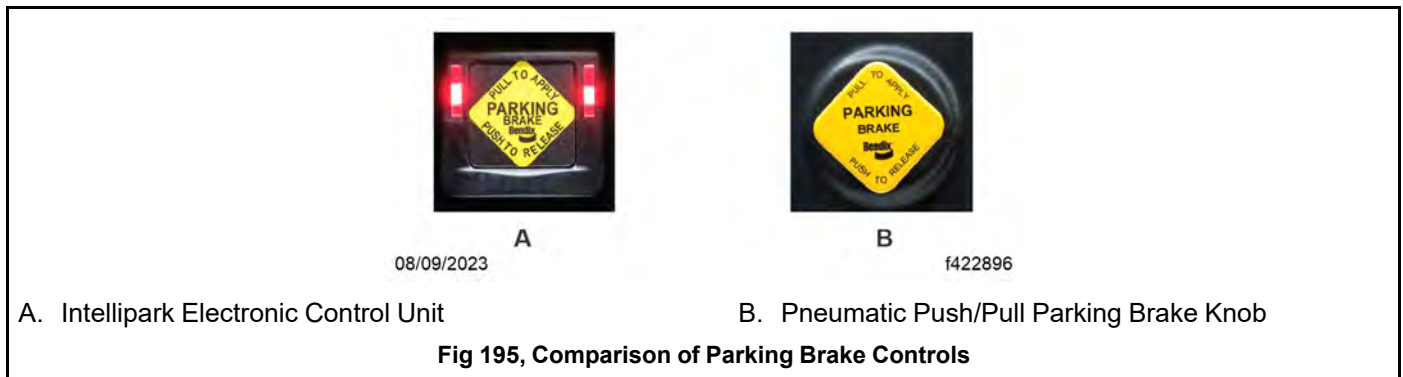 PULL TO APPLY
PARKING
BRAKE
Bendix
PUSH TO RELEASE
PULL TO APPLY
PARKING
BRAKE
Bendix
PUSH TO RELEASE
A
B
08/09/2023
f422896
A. Intellipark Electronic Control Unit
B. Pneumatic Push/Pull Parking Brake Knob
Fig 195, Comparison of Parking Brake Controls